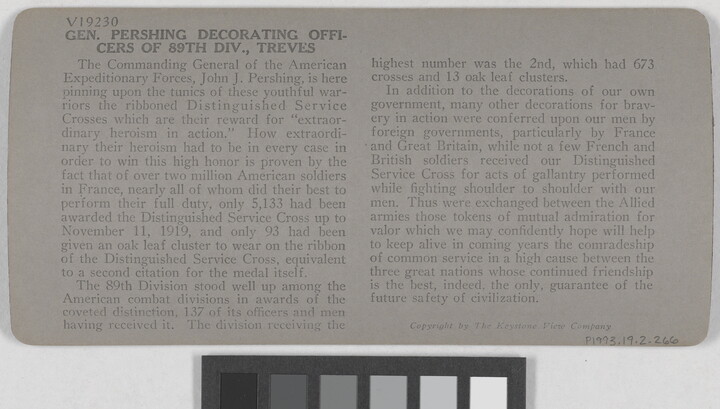 V19230
GEN. PERSHING DECORATING OFFI-
CERS OF 89TH DIV., TREVES
The Commanding General of the American
Expeditionary Forces, John J. Pershing, is here
pinning upon the tunics of these youthful war-
riors the ribboned Distinguished Service
Crosses which are their reward for "extraor-
dinary heroism in action." How extraordi-
nary their heroism had to be in every case in
order to win this high honor is proven by the
fact that of over two million American soldiers
in France, nearly all of whom did their best to
perform their full duty, only 5,133 had been
awarded the Distinguished Service Cross up to
November 11, 1919, and only 93 had been
given an oak leaf cluster to wear on the ribbon
of the Distinguished Service Cross, equivalent
to a second citation for the medal itself.
The 89th Division stood well up among the
American combat divisions in awards of the
coveted distinction, 137 of its officers and men
having received it. The division receiving the
highest number was the 2nd, which had 673
crosses and 13 oak leaf clusters.
In addition to the decorations of our own
government, many other decorations for brav-
ery in action were conferred upon our men by
foreign governments, particularly by France
and Great Britain, while not a few French and
British soldiers received our Distinguished
Service Cross for acts of gallantry performed
while fighting shoulder to shoulder with our
men. Thus were exchanged between the Allied
armies those tokens of mutual admiration for
valor which we may confidently hope will help
to keep alive in coming years the comradeship
of common service in a high cause between the
three great nations whose continued friendship
is the best, indeed, the only, guarantee of the
future safety of civilization.
Copyright by The Keystone View Company
P1993.19.2.266